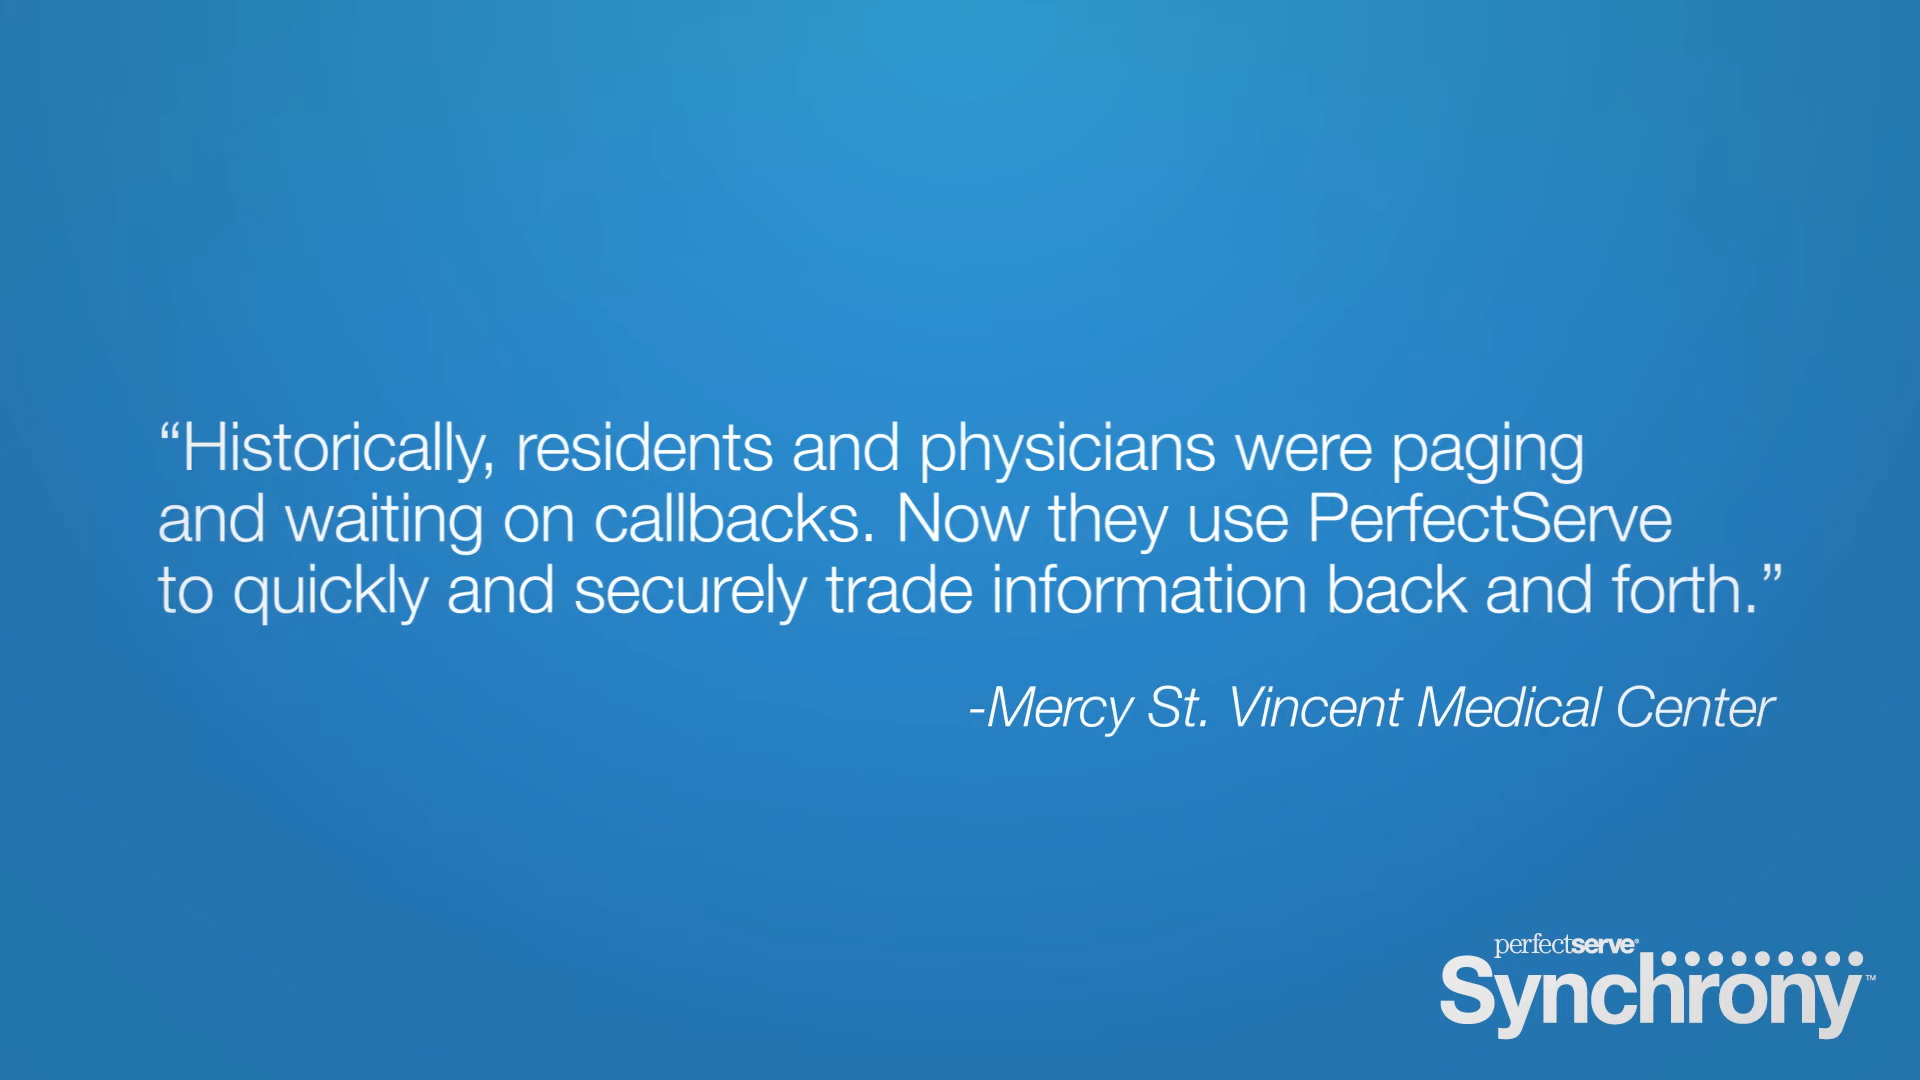 “Historically, residents and physicians were paging
and waiting on callbacks. Now they use PerfectServe
to quickly and securely trade information back and forth.”
-Mercy St. Vincent Medical Center
perfectserve®
Synchrony™